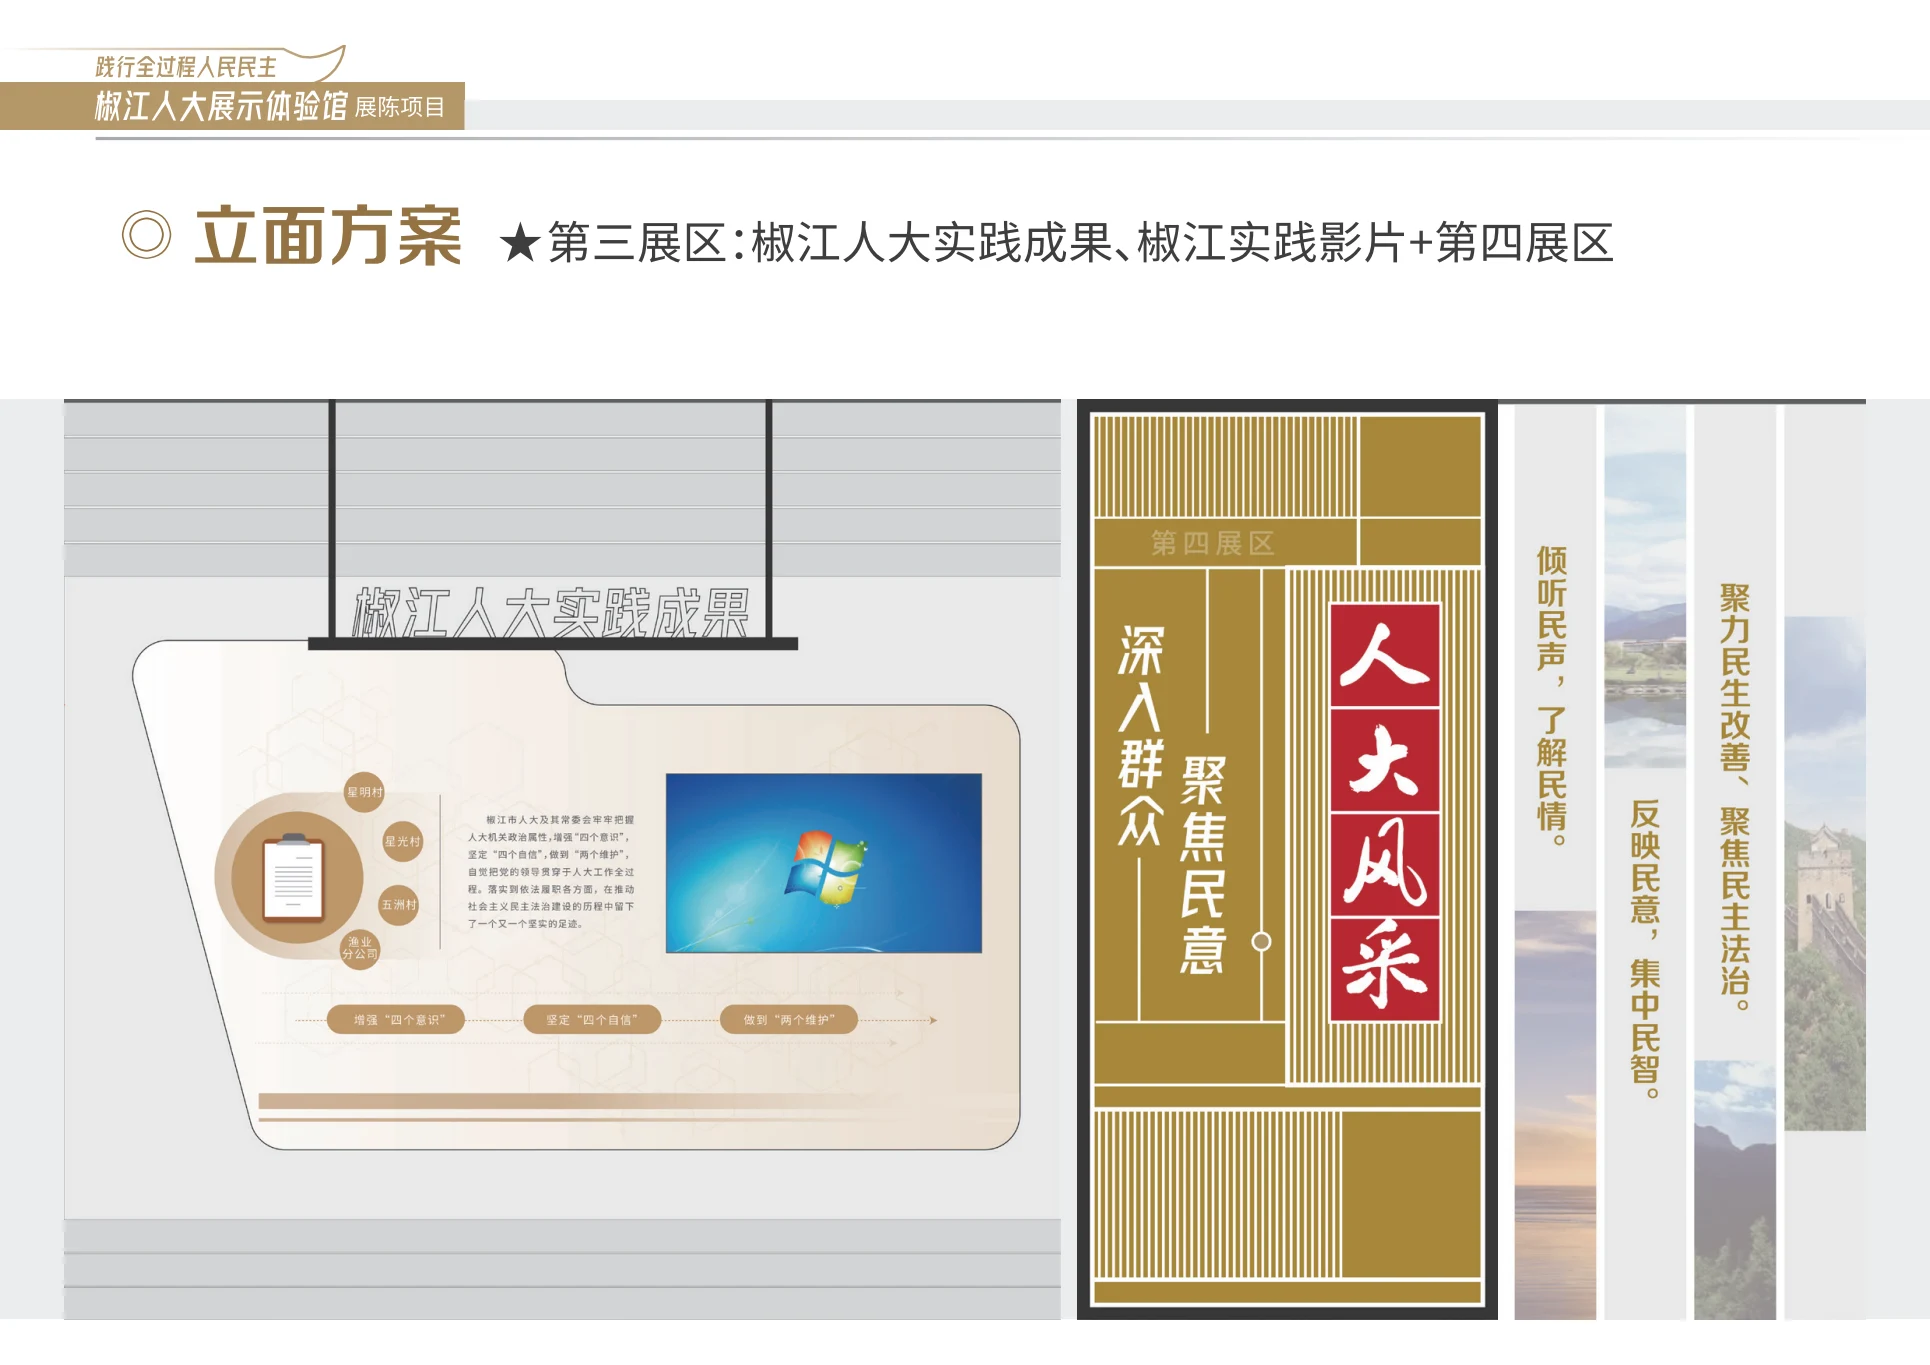 践行全过程人民民主
椒江人大展示体验馆 展陈项目
◎ 立面方案 ★第三展区：椒江人大实践成果、椒江实践影片+第四展区
椒江人大实践成果
星明村
星光村
五洲村
渔业
分公司
椒江市人大及其常委会牢牢把握
人大机关政治属性，增强“四个意识”，
坚定“四个自信”，做到“两个维护”，
自觉把党的领导贯穿于人大工作全过
程。落实到依法履职各方面，在推动
社会主义民主法治建设的历程中留下
了一个又一个坚实的足迹。
增强“四个意识”
坚定“四个自信”
做到“两个维护”
第四展区
人大风采
深入群众
聚焦民意
倾听民声，了解民情。
反映民意，集中民智。
聚力民生改善、聚焦民主法治。